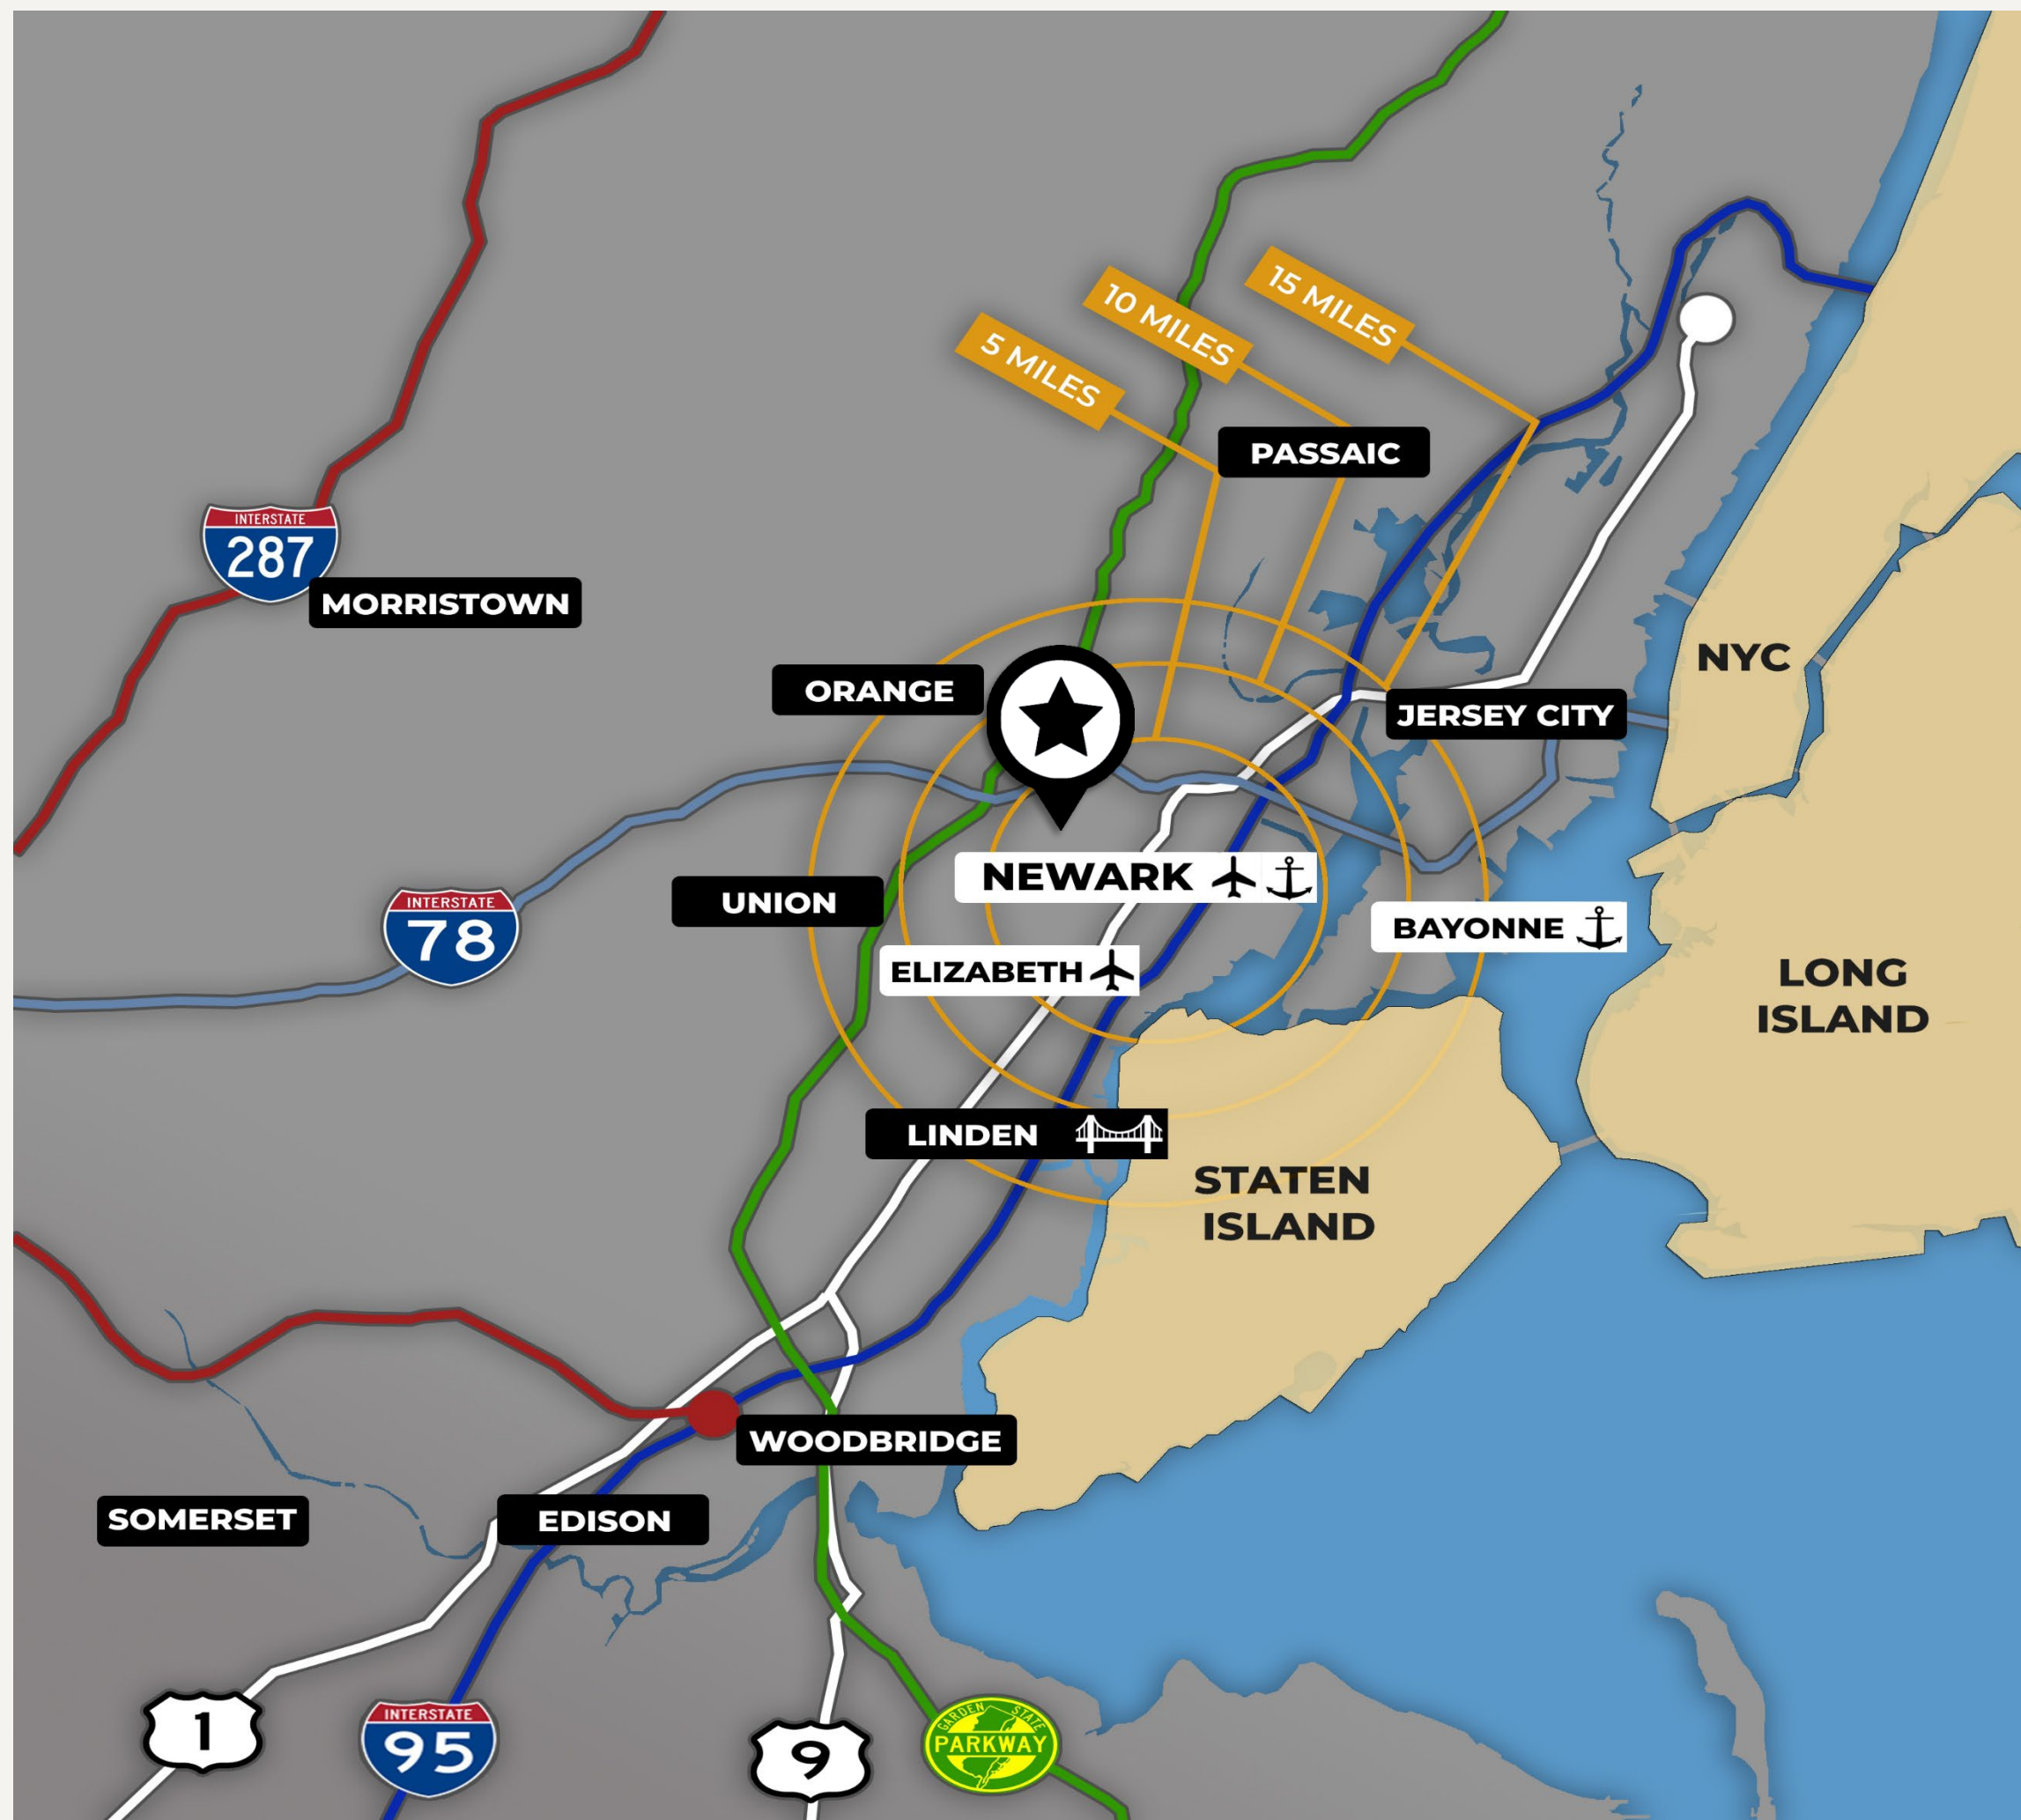 15 MILES
10 MILES
5 MILES
PASSAIC
INTERSTATE
287
MORRISTOWN
NYC
ORANGE
JERSEY CITY
NEWARK
INTERSTATE
78
UNION
BAYONNE
ELIZABETH
LONG
ISLAND
LINDEN
STATEN
ISLAND
WOODBRIDGE
SOMERSET
EDISON
1
INTERSTATE
95
9
GARDEN STATE
PARKWAY